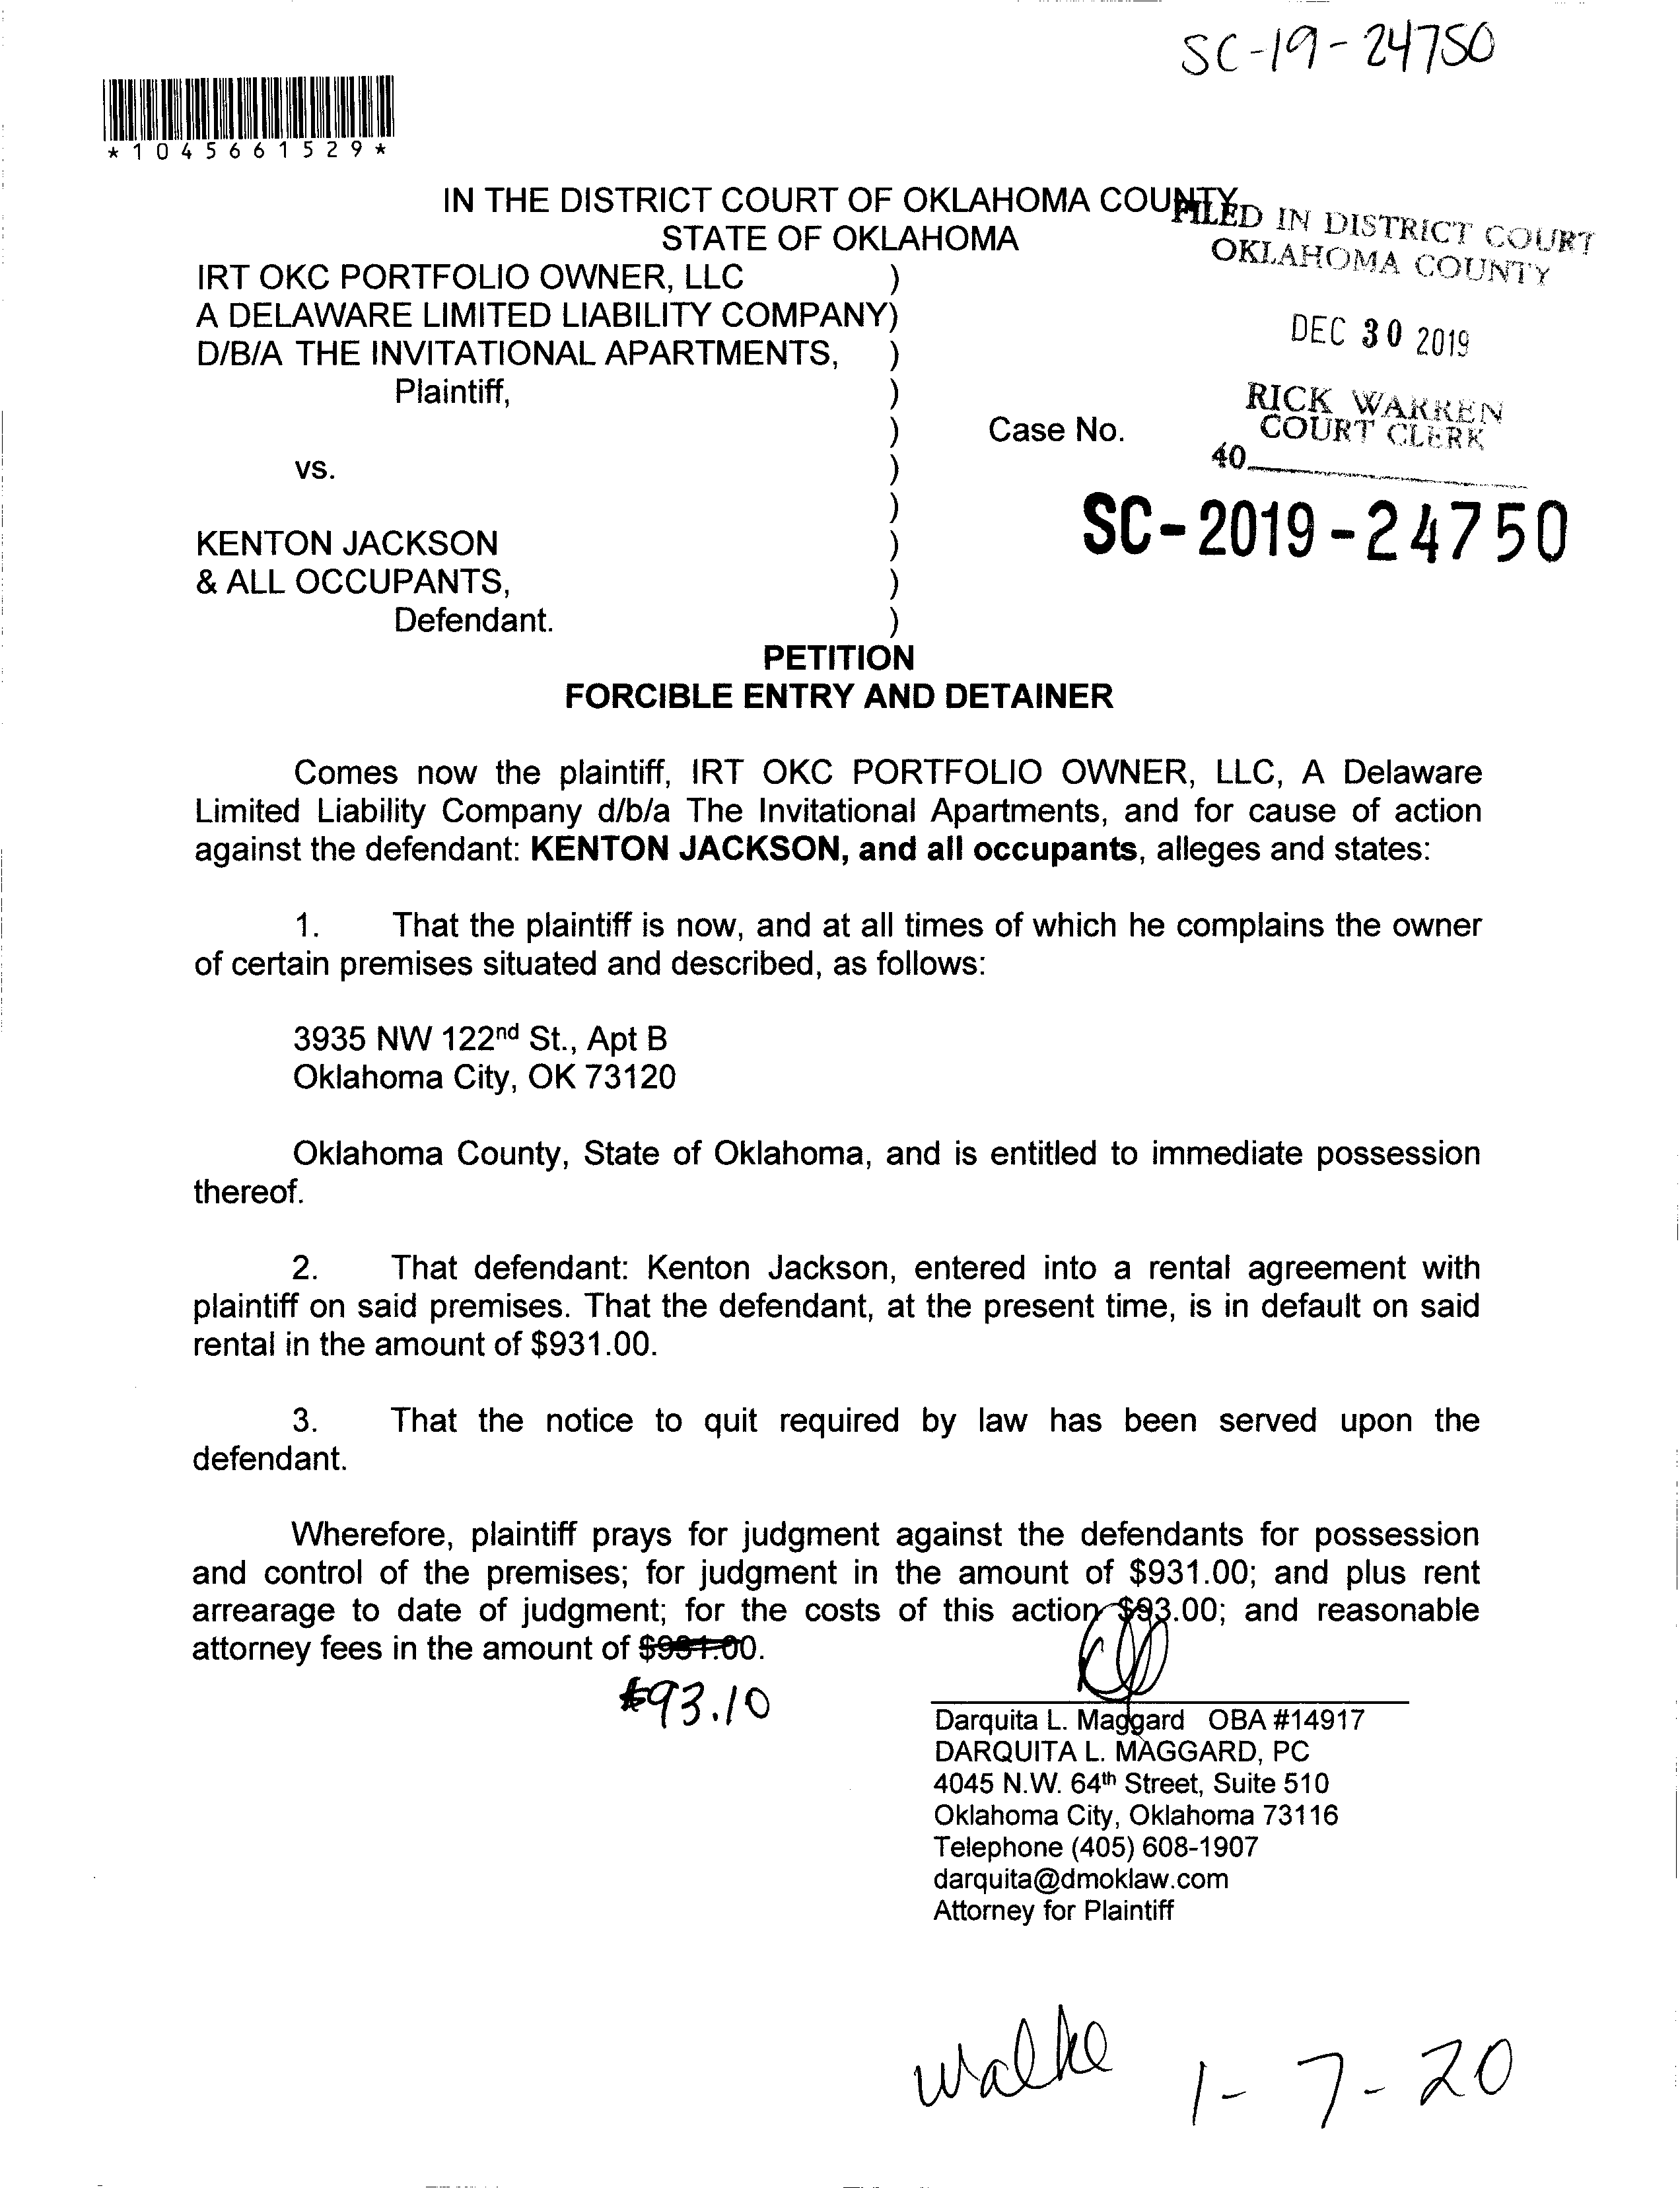 SC-19-24750
*1045661529*
IN THE DISTRICT COURT OF OKLAHOMA COUNTY
STATE OF OKLAHOMA
FILED IN DISTRICT COURT
OKLAHOMA COUNTY
DEC 30 2019
RICK WARREN
COURT CLERK
40
IRT OKC PORTFOLIO OWNER, LLC )
A DELAWARE LIMITED LIABILITY COMPANY)
D/B/A THE INVITATIONAL APARTMENTS, )
Plaintiff, )
) Case No.
vs. )
)
SC-2019-24750
KENTON JACKSON )
& ALL OCCUPANTS, )
Defendant. )
PETITION
FORCIBLE ENTRY AND DETAINER
Comes now the plaintiff, IRT OKC PORTFOLIO OWNER, LLC, A Delaware
Limited Liability Company d/b/a The Invitational Apartments, and for cause of action
against the defendant: KENTON JACKSON, and all occupants, alleges and states:
1. That the plaintiff is now, and at all times of which he complains the owner
of certain premises situated and described, as follows:
3935 NW 122nd St., Apt B
Oklahoma City, OK 73120
Oklahoma County, State of Oklahoma, and is entitled to immediate possession
thereof.
2. That defendant: Kenton Jackson, entered into a rental agreement with
plaintiff on said premises. That the defendant, at the present time, is in default on said
rental in the amount of $931.00.
3. That the notice to quit required by law has been served upon the
defendant.
Wherefore, plaintiff prays for judgment against the defendants for possession
and control of the premises; for judgment in the amount of $931.00; and plus rent
arrearage to date of judgment; for the costs of this action $93.00; and reasonable
attorney fees in the amount of $931.00.
$93.10
Darquita L. Maggard OBA #14917
DARQUITA L. MAGGARD, PC
4045 N.W. 64th Street, Suite 510
Oklahoma City, Oklahoma 73116
Telephone (405) 608-1907
darquita@dmoklaw.com
Attorney for Plaintiff
walke 1-7-20